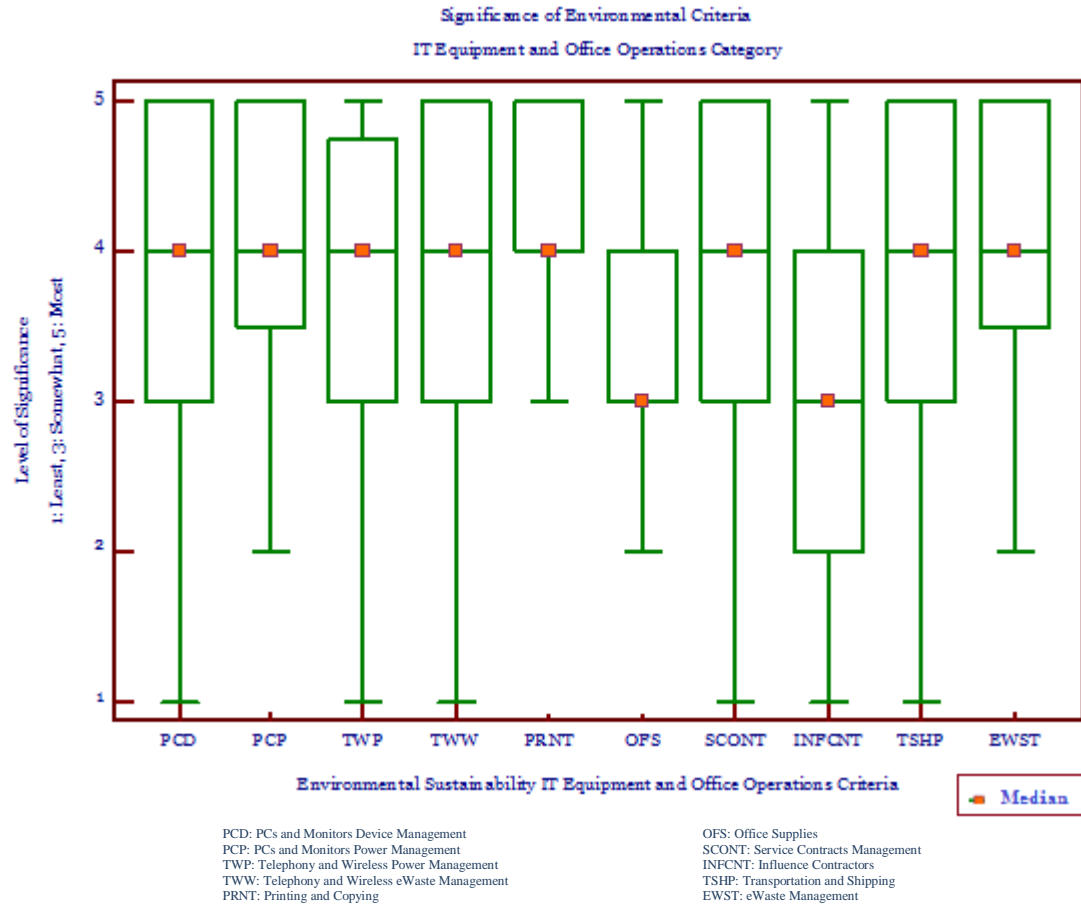 Significance of Environmental Criteria
IT Equipment and Office Operations Category
Level of Significance
1: Least, 3: Somewhat, 5: Most
5
4
3
2
1
PCD PCP TWP TWW PRNT OFS SCONT INFCNT TSHP EWST
Environmental Sustainability IT Equipment and Office Operations Criteria
Median
PCD: PCs and Monitors Device Management
PCP: PCs and Monitors Power Management
TWP: Telephony and Wireless Power Management
TWW: Telephony and Wireless eWaste Management
PRNT: Printing and Copying
OFS: Office Supplies
SCONT: Service Contracts Management
INFCNT: Influence Contractors
TSHP: Transportation and Shipping
EWST: eWaste Management